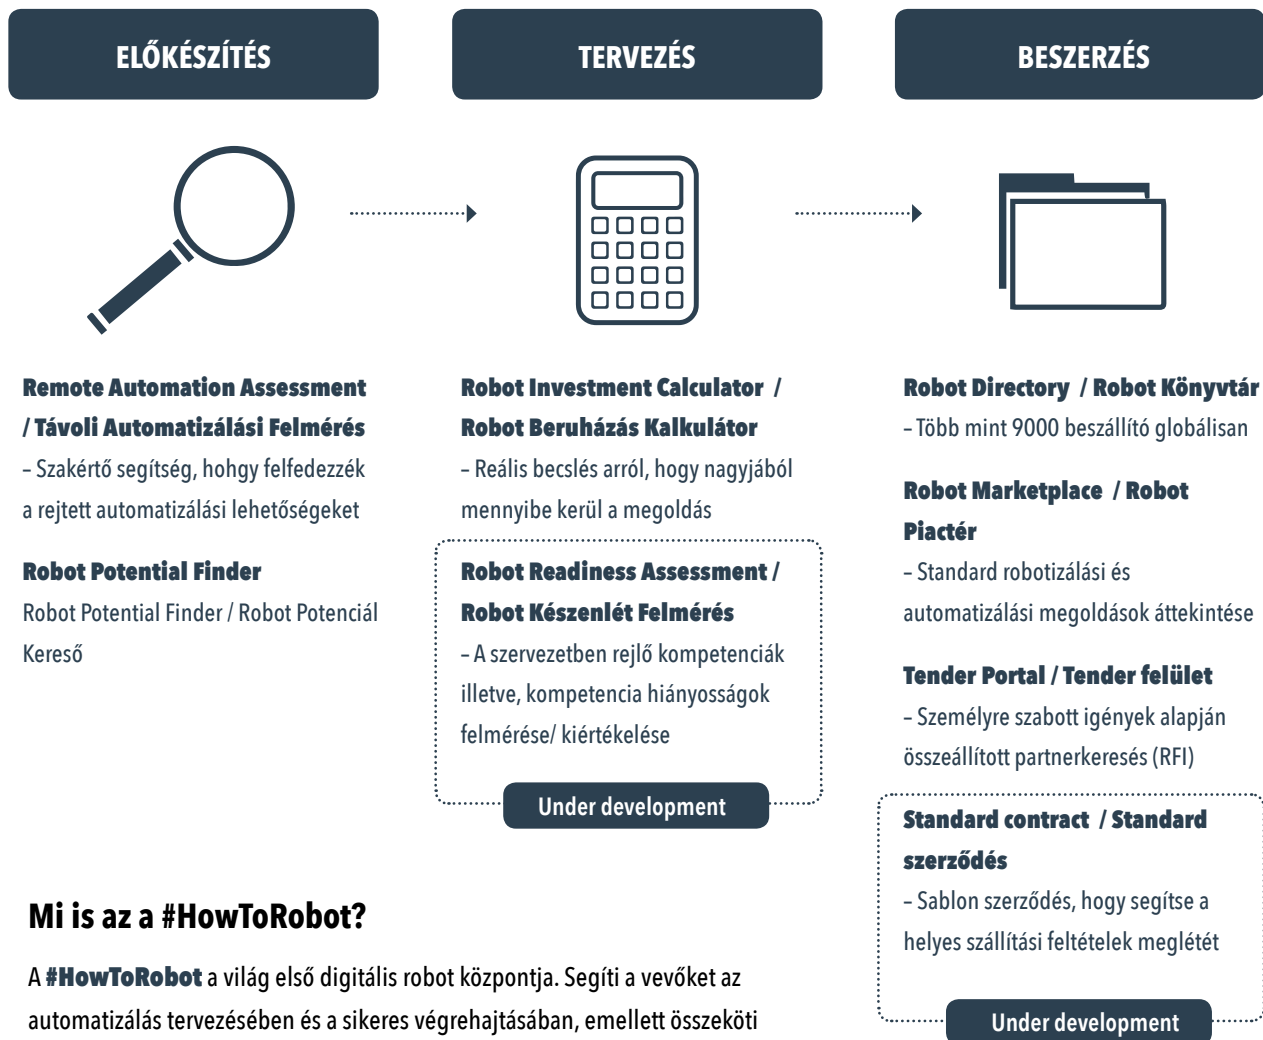 ELŐKÉSZÍTÉS
TERVEZÉS
BESZERZÉS
Remote Automation Assessment
/ Távoli Automatizálási Felmérés
– Szakértő segítség, hohgy felfedezzék
a rejtett automatizálási lehetőségeket
Robot Potential Finder
Robot Potential Finder / Robot Potenciál
Kereső
Robot Investment Calculator /
Robot Beruházás Kalkulátor
– Reális becslés arról, hogy nagyjából
mennyibe kerül a megoldás
Robot Readiness Assessment /
Robot Készenlét Felmérés
– A szervezetben rejlő kompetenciák
illetve, kompetencia hiányosságok
felmérése/ kiértékelése
Under development
Robot Directory / Robot Könyvtár
– Több mint 9000 beszállító globálisan
Robot Marketplace / Robot
Piactér
– Standard robotizálási és
automatizálási megoldások áttekintése
Tender Portal / Tender felület
– Személyre szabott igények alapján
összeállított partnerkeresés (RFI)
Standard contract / Standard
szerződés
– Sablon szerződés, hogy segítse a
helyes szállítási feltételek meglétét
Under development
Mi is az a #HowToRobot?
A #HowToRobot a világ első digitális robot központja. Segíti a vevőket az
automatizálás tervezésében és a sikeres végrehajtásában, emellett összeköti